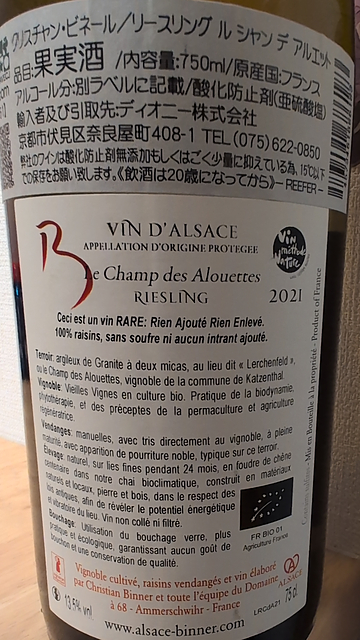 クリスチャン・ビネール／リースリング ル シャン デ アルエット
品目:果実酒 /内容量:750ml/原産国:フランス
アルコール分:別ラベルに記載/酸化防止剤(亜硫酸塩)
輸入者及び引取先:ディオニー株式会社
京都市伏見区奈良屋町408-1 TEL(075)622-0850
弊社のワインは酸化防止剤無添加もしくはごく少量に抑えている為、15℃以下
での保存をお願い致します。《飲酒は20歳になってから》― REEFER ―
VIN D'ALSACE
APPELLATION D'ORIGINE PROTEGEE
Vin
méthode
Nature
Le Champ des Alouettes
RIESLING
2021
Ceci est un vin RARE: Rien Ajouté Rien Enlevé.
100% raisins, sans soufre ni aucun intrant ajouté.
Terroir: argileux de Granite à deux micas, au lieu dit « Lerchenfeld »,
ou le Champ des Alouettes, vignoble de la commune de Katzenthal.
Vignoble: Vieilles Vignes en culture bio. Pratique de la biodynamie,
phytothérapie, et des préceptes de la permaculture et agriculture
régénératrice.
Vendanges: manuelles, avec tris directement au vignoble, à pleine
maturité, avec apparition de pourriture noble, typique sur ce terroir.
Élevage: naturel, sur lies fines pendant 24 mois, en foudre de chêne
centenaire dans notre chai bioclimatique, construit en matériaux
naturels et locaux, pierre et bois, dans le respect des
antiques, afin de révéler le potentiel énergétique
et vibratoire du lieu. Vin non collé ni filtré.
Bouchage: Utilisation du bouchage verre, plus
pratique et écologique, garantissant aucun goût de
bouchon et une conservation de qualité.
FR BIO 01
Agriculture France
Mis en Bouteille à la propriété - Product of France
Vignoble cultivé, raisins vendangés et vin élaboré
par Christian Binner et toute l'équipe du Domaine
à 68 - Ammerschwihr - France
ALSACE
13.5% vol
LRCdA21
75 cl
www.alsace-binner.com